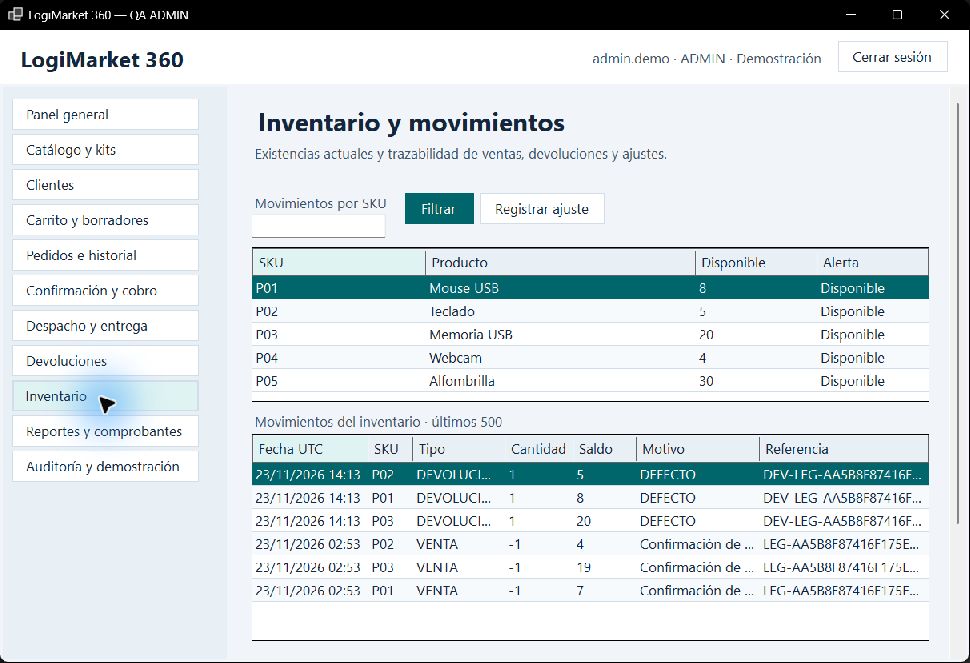 LogiMarket 360 — QA ADMIN
LogiMarket 360
admin.demo · ADMIN · Demostración
Cerrar sesión
Panel general
Catálogo y kits
Clientes
Carrito y borradores
Pedidos e historial
Confirmación y cobro
Despacho y entrega
Devoluciones
Inventario
Reportes y comprobantes
Auditoría y demostración
Inventario y movimientos
Existencias actuales y trazabilidad de ventas, devoluciones y ajustes.
Movimientos por SKU
Filtrar
Registrar ajuste
SKU Producto Disponible Alerta
P01 Mouse USB 8 Disponible
P02 Teclado 5 Disponible
P03 Memoria USB 20 Disponible
P04 Webcam 4 Disponible
P05 Alfombrilla 30 Disponible
Movimientos del inventario · últimos 500
Fecha UTC SKU Tipo Cantidad Saldo Motivo Referencia
23/11/2026 14:13 P02 DEVOLUCI... 1 5 DEFECTO DEV-LEG-AA5B8F87416F...
23/11/2026 14:13 P01 DEVOLUCI... 1 8 DEFECTO DEV-LEG-AA5B8F87416F...
23/11/2026 14:13 P03 DEVOLUCI... 1 20 DEFECTO DEV-LEG-AA5B8F87416F...
23/11/2026 02:53 P02 VENTA -1 4 Confirmación de ... LEG-AA5B8F87416F175E...
23/11/2026 02:53 P03 VENTA -1 19 Confirmación de ... LEG-AA5B8F87416F175E...
23/11/2026 02:53 P01 VENTA -1 7 Confirmación de ... LEG-AA5B8F87416F175E...